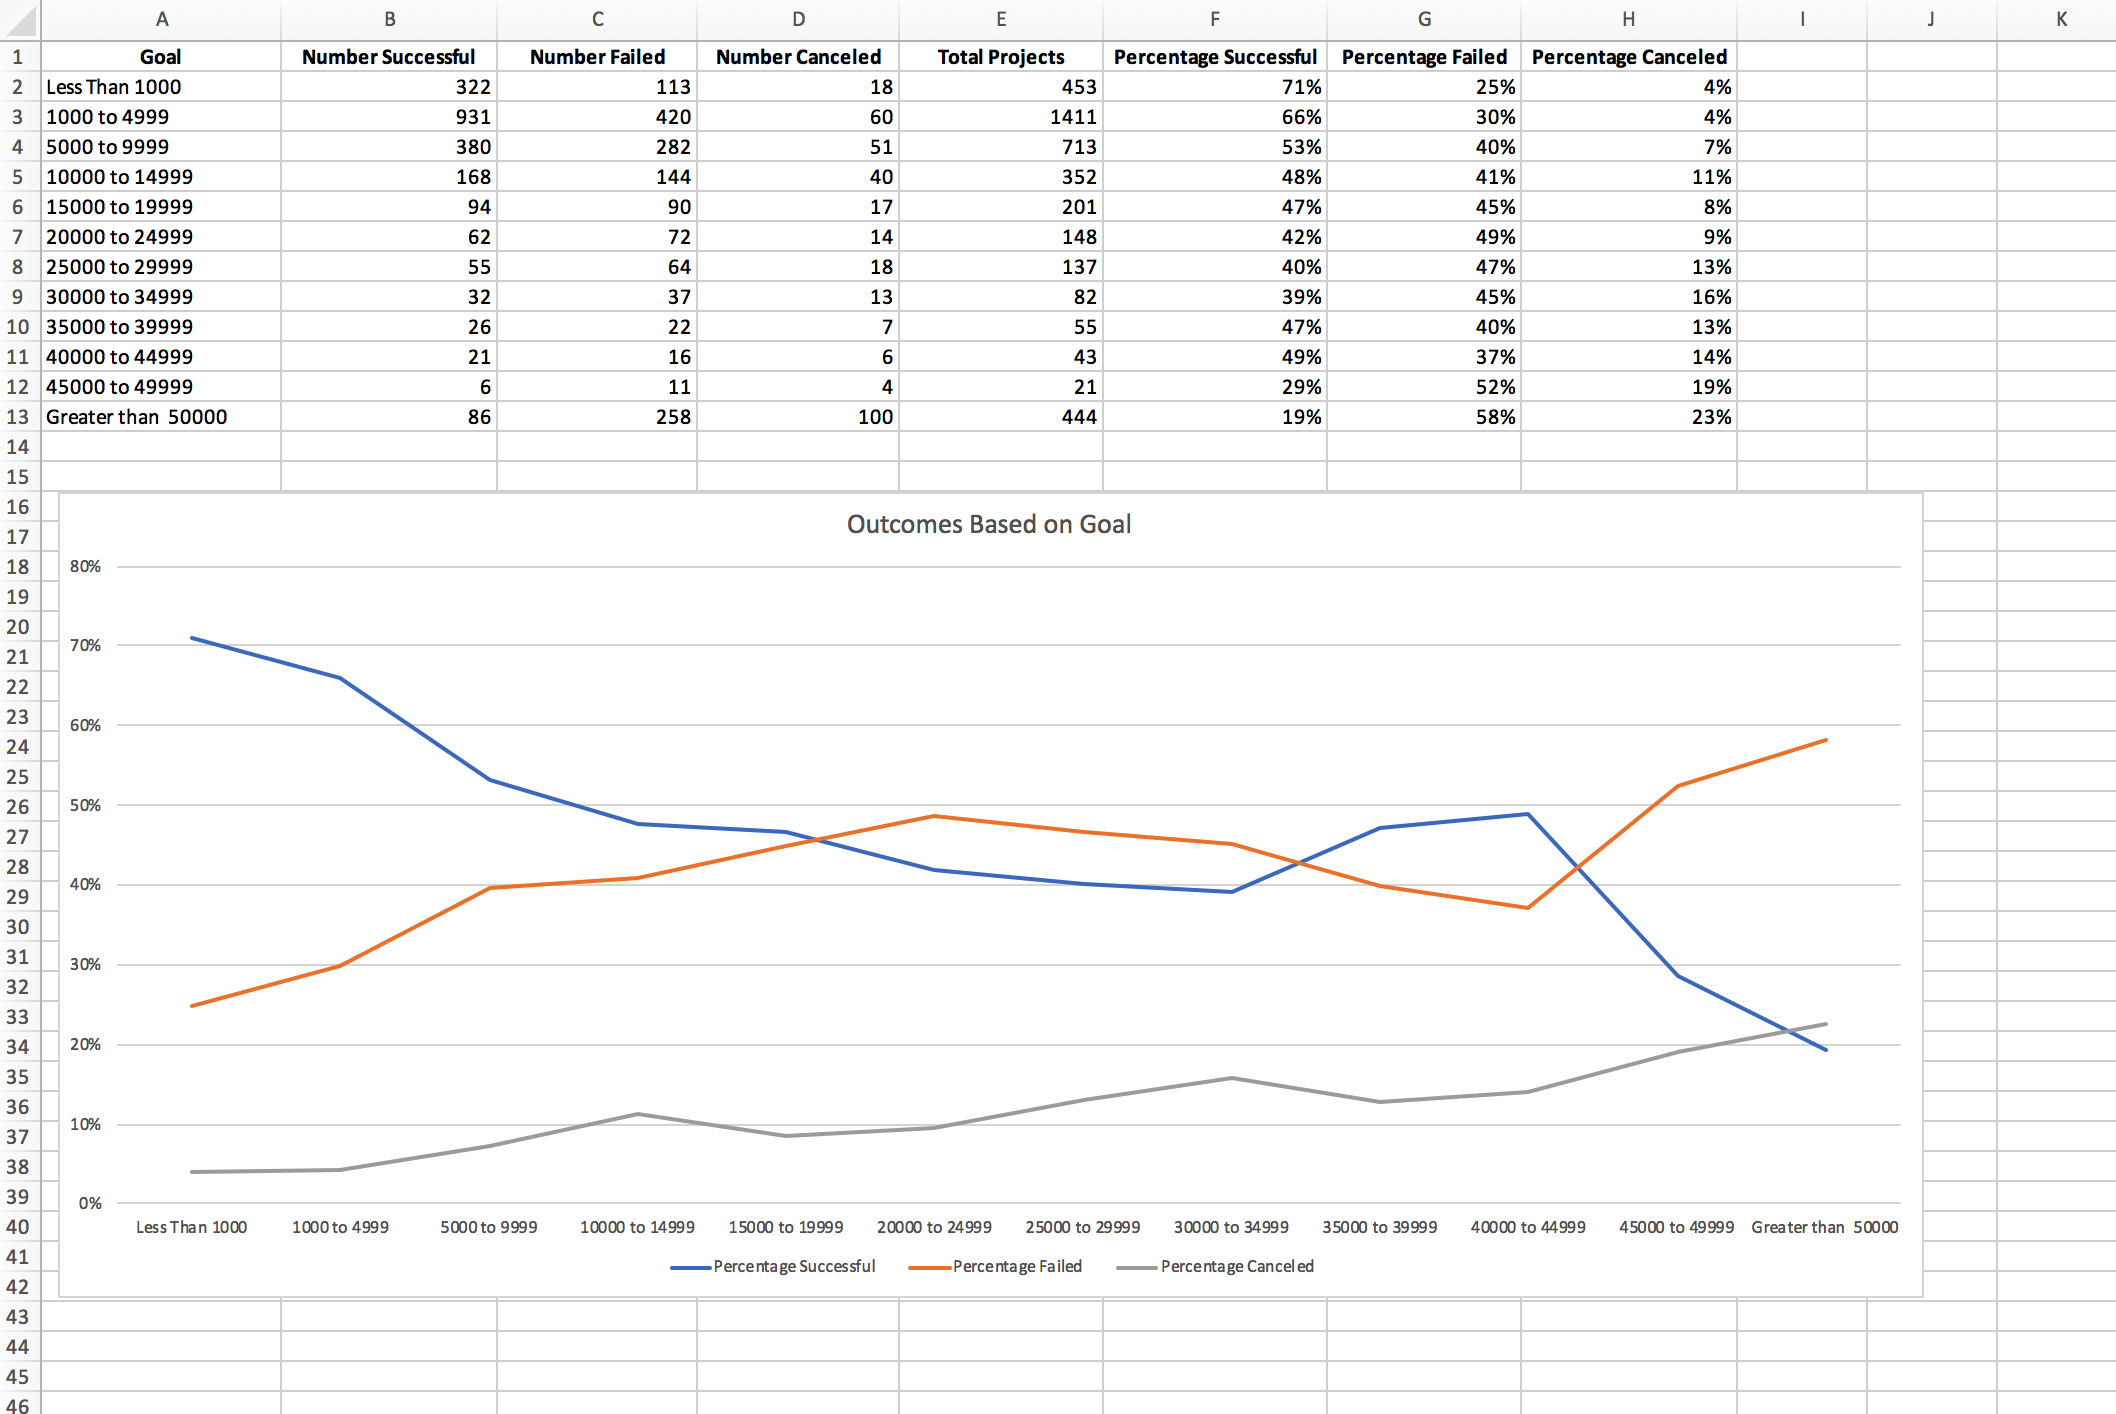 A B C D E F G H I J K
1 Goal Number Successful Number Failed Number Canceled Total Projects Percentage Successful Percentage Failed Percentage Canceled
2 Less Than 1000 322 113 18 453 71% 25% 4%
3 1000 to 4999 931 420 60 1411 66% 30% 4%
4 5000 to 9999 380 282 51 713 53% 40% 7%
5 10000 to 14999 168 144 40 352 48% 41% 11%
6 15000 to 19999 94 90 17 201 47% 45% 8%
7 20000 to 24999 62 72 14 148 42% 49% 9%
8 25000 to 29999 55 64 18 137 40% 47% 13%
9 30000 to 34999 32 37 13 82 39% 45% 16%
10 35000 to 39999 26 22 7 55 47% 40% 13%
11 40000 to 44999 21 16 6 43 49% 37% 14%
12 45000 to 49999 6 11 4 21 29% 52% 19%
13 Greater than 50000 86 258 100 444 19% 58% 23%
14
15
16
17
18
19
20
21
22
23
24
25
26
27
28
29
30
31
32
33
34
35
36
37
38
39
40
41
42
43
44
45
46
Outcomes Based on Goal
80%
70%
60%
50%
40%
30%
20%
10%
0%
Less Than 1000 1000 to 4999 5000 to 9999 10000 to 14999 15000 to 19999 20000 to 24999 25000 to 29999 30000 to 34999 35000 to 39999 40000 to 44999 45000 to 49999 Greater than 50000
Percentage Successful Percentage Failed Percentage Canceled